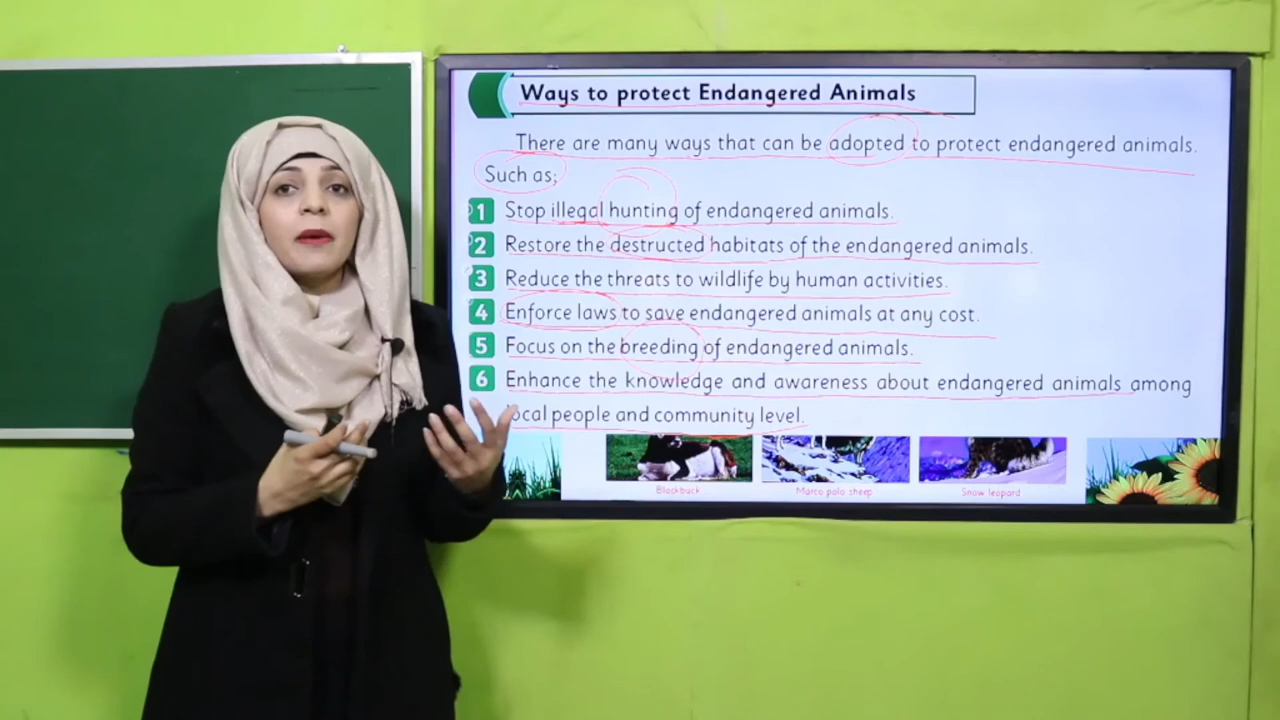 Ways to protect Endangered Animals
There are many ways that can be adopted to protect endangered animals.
Such as;
1 Stop illegal hunting of endangered animals.
2 Restore the destructed habitats of the endangered animals.
3 Reduce the threats to wildlife by human activities.
4 Enforce laws to save endangered animals at any cost.
5 Focus on the breeding of endangered animals.
6 Enhance the knowledge and awareness about endangered animals among
local people and community level.
Blackbuck Marco polo sheep Snow leopard